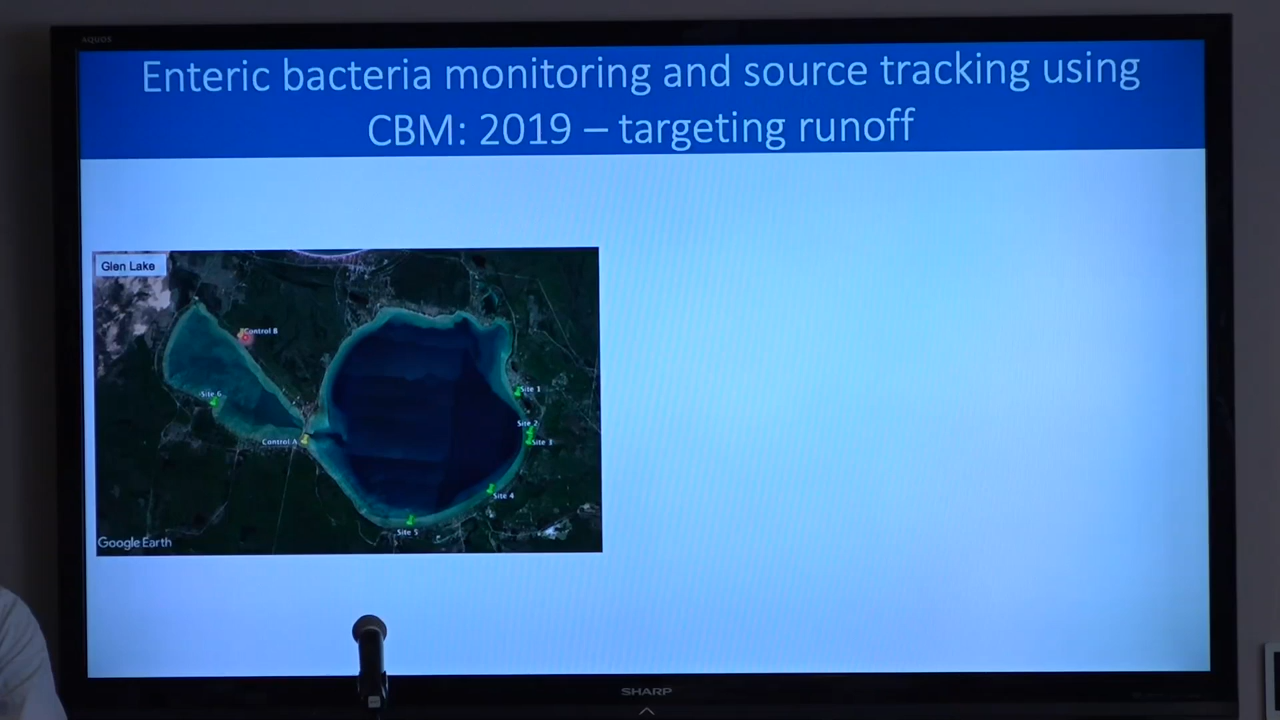 AQUOS
Enteric bacteria monitoring and source tracking using
CBM: 2019 – targeting runoff
Glen Lake
Control B
Site 1
Site 6
Site 2
Control A
Site 3
Site 4
Site 5
Google Earth
SHARP